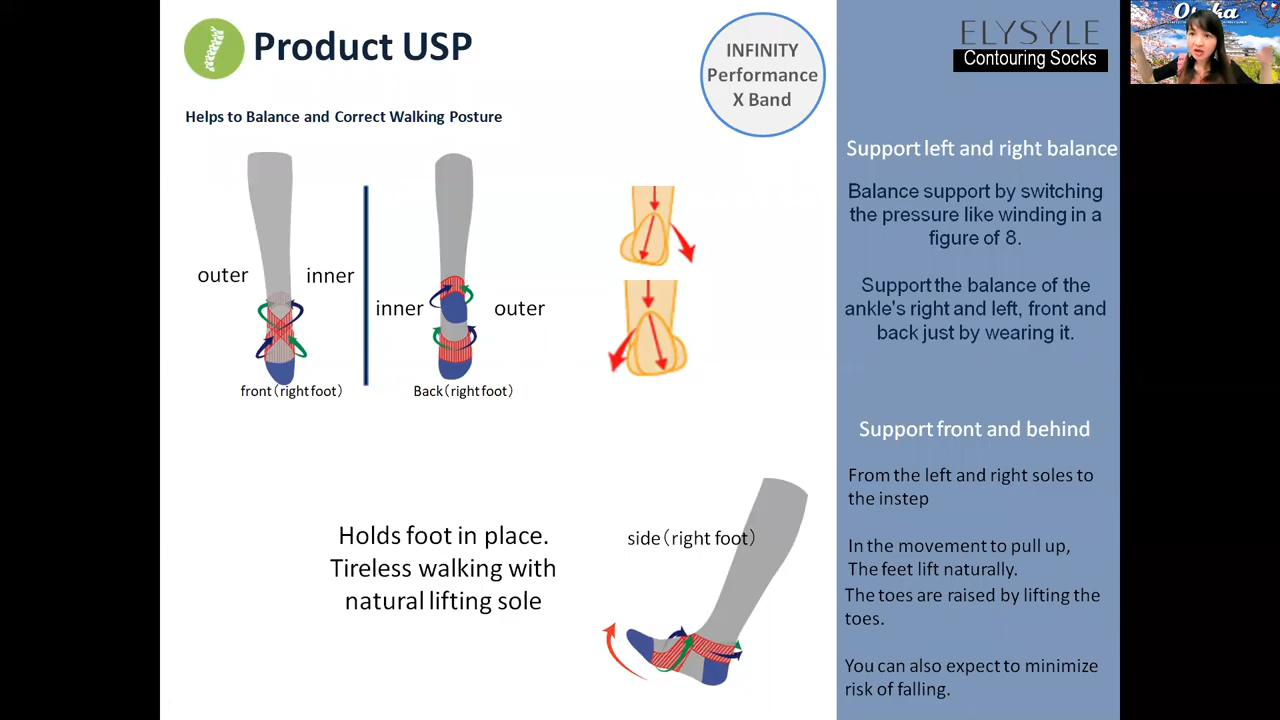 Product USP
INFINITY
Performance
X Band
Helps to Balance and Correct Walking Posture
outer
inner
inner
outer
front(right foot)
Back(right foot)
Holds foot in place.
Tireless walking with
natural lifting sole
side(right foot)
ELYSYLE
Contouring Socks
Support left and right balance
Balance support by switching
the pressure like winding in a
figure of 8.
Support the balance of the
ankle's right and left, front and
back just by wearing it.
Support front and behind
From the left and right soles to
the instep
In the movement to pull up,
The feet lift naturally.
The toes are raised by lifting the
toes.
You can also expect to minimize
risk of falling.